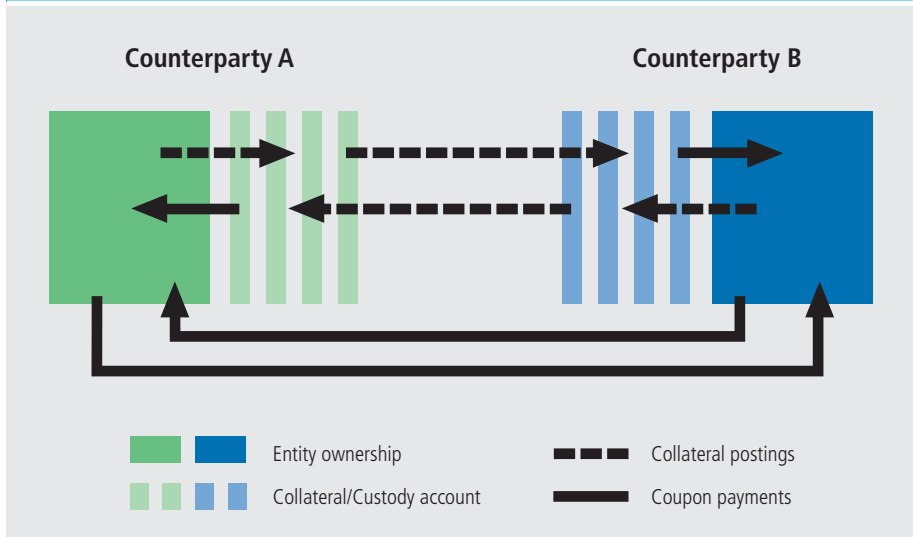 Counterparty A
Counterparty B
Entity ownership
Collateral postings
Collateral/Custody account
Coupon payments